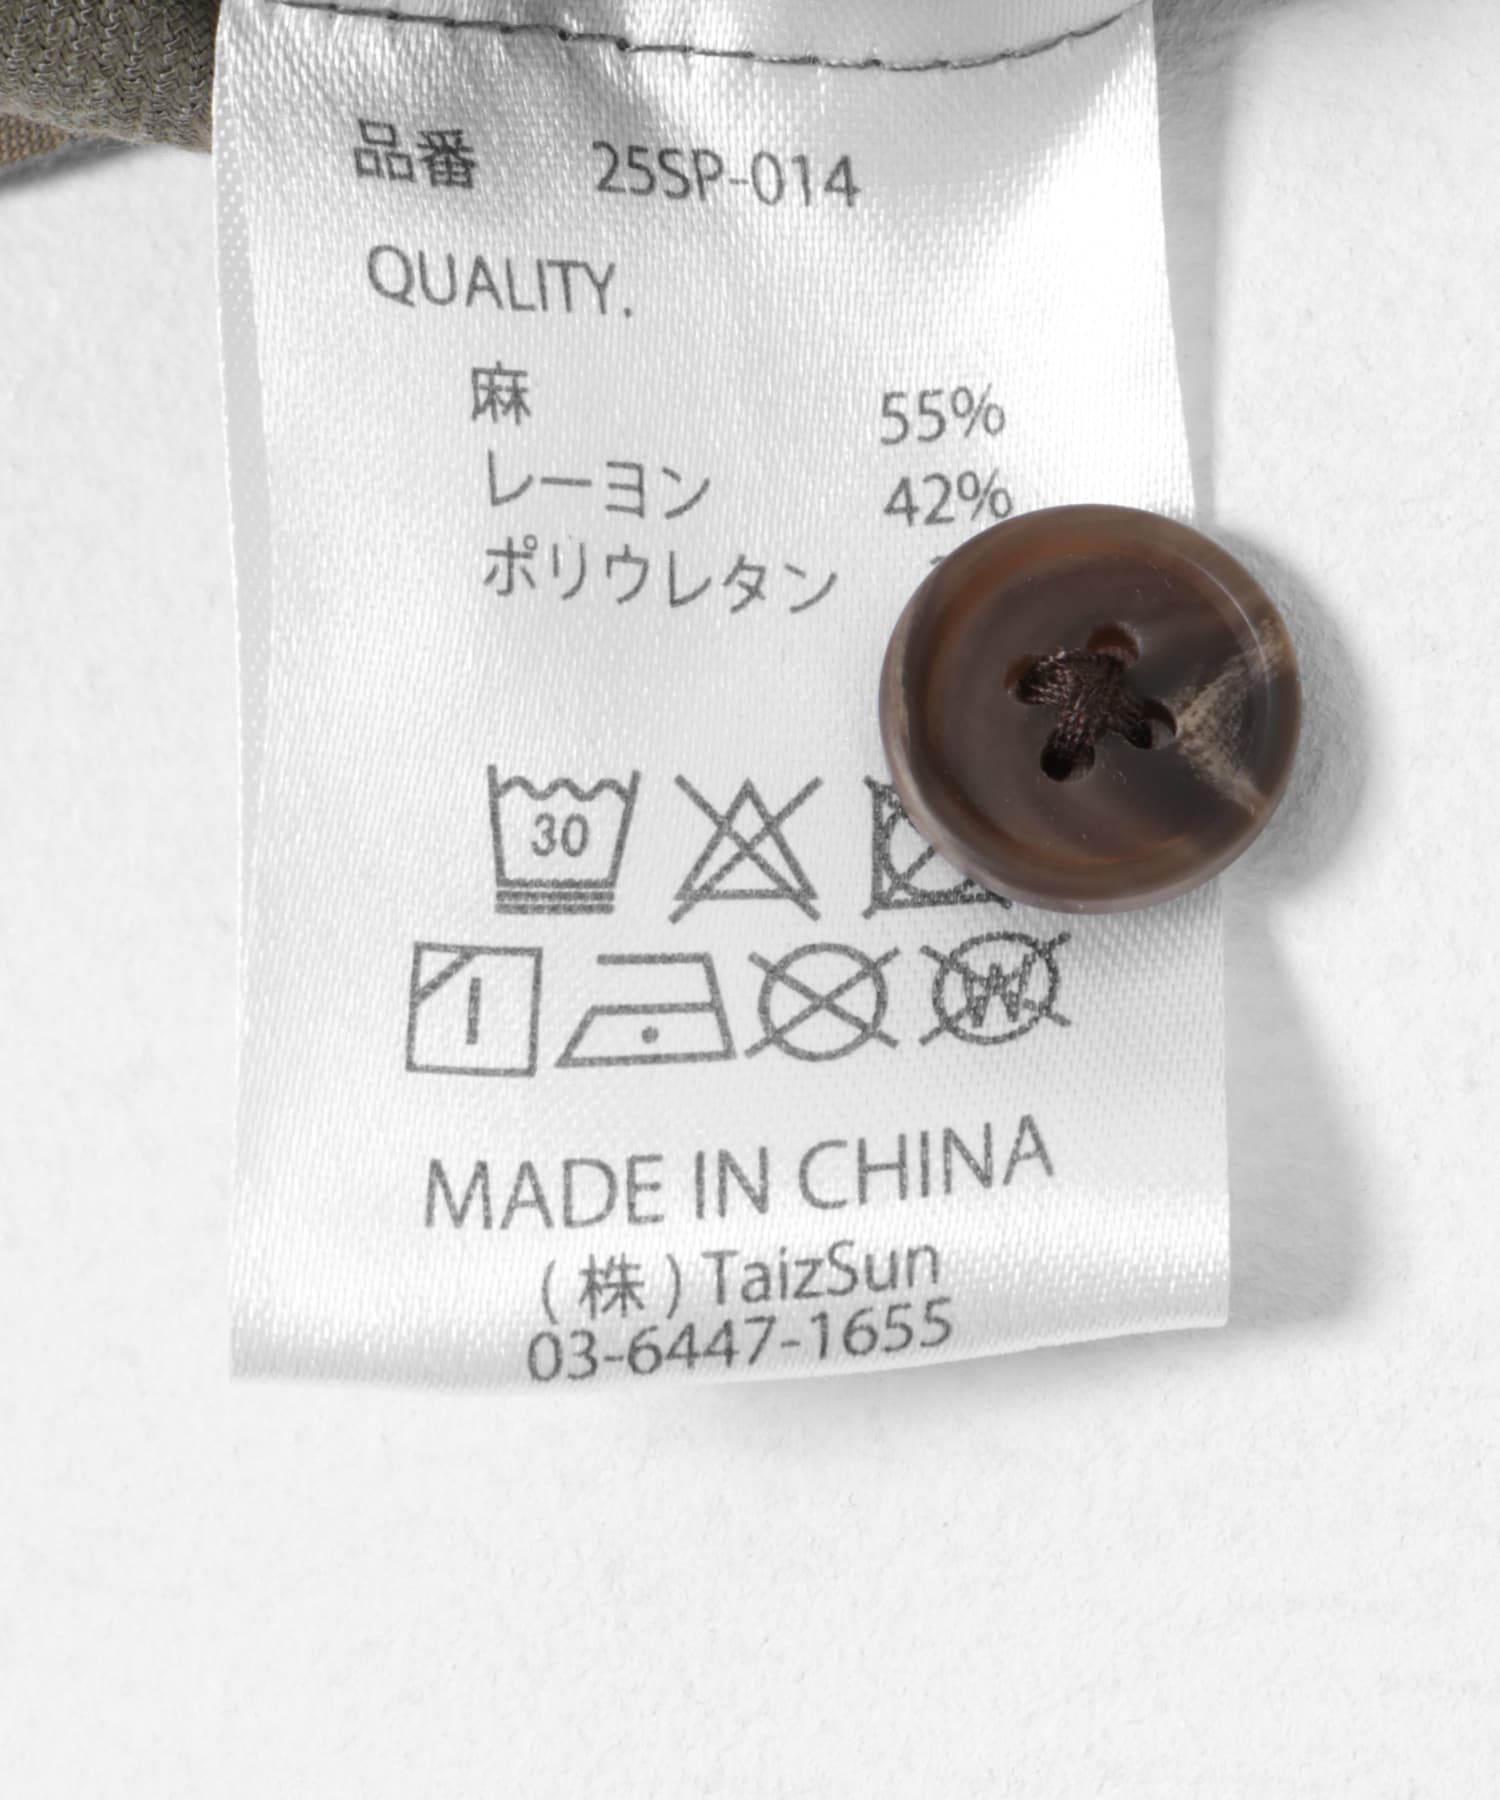 品番 25SP-014
QUALITY.
麻 55%
レーヨン 42%
ポリウレタン
30
W
MADE IN CHINA
(株)TaizSun
03-6447-1655